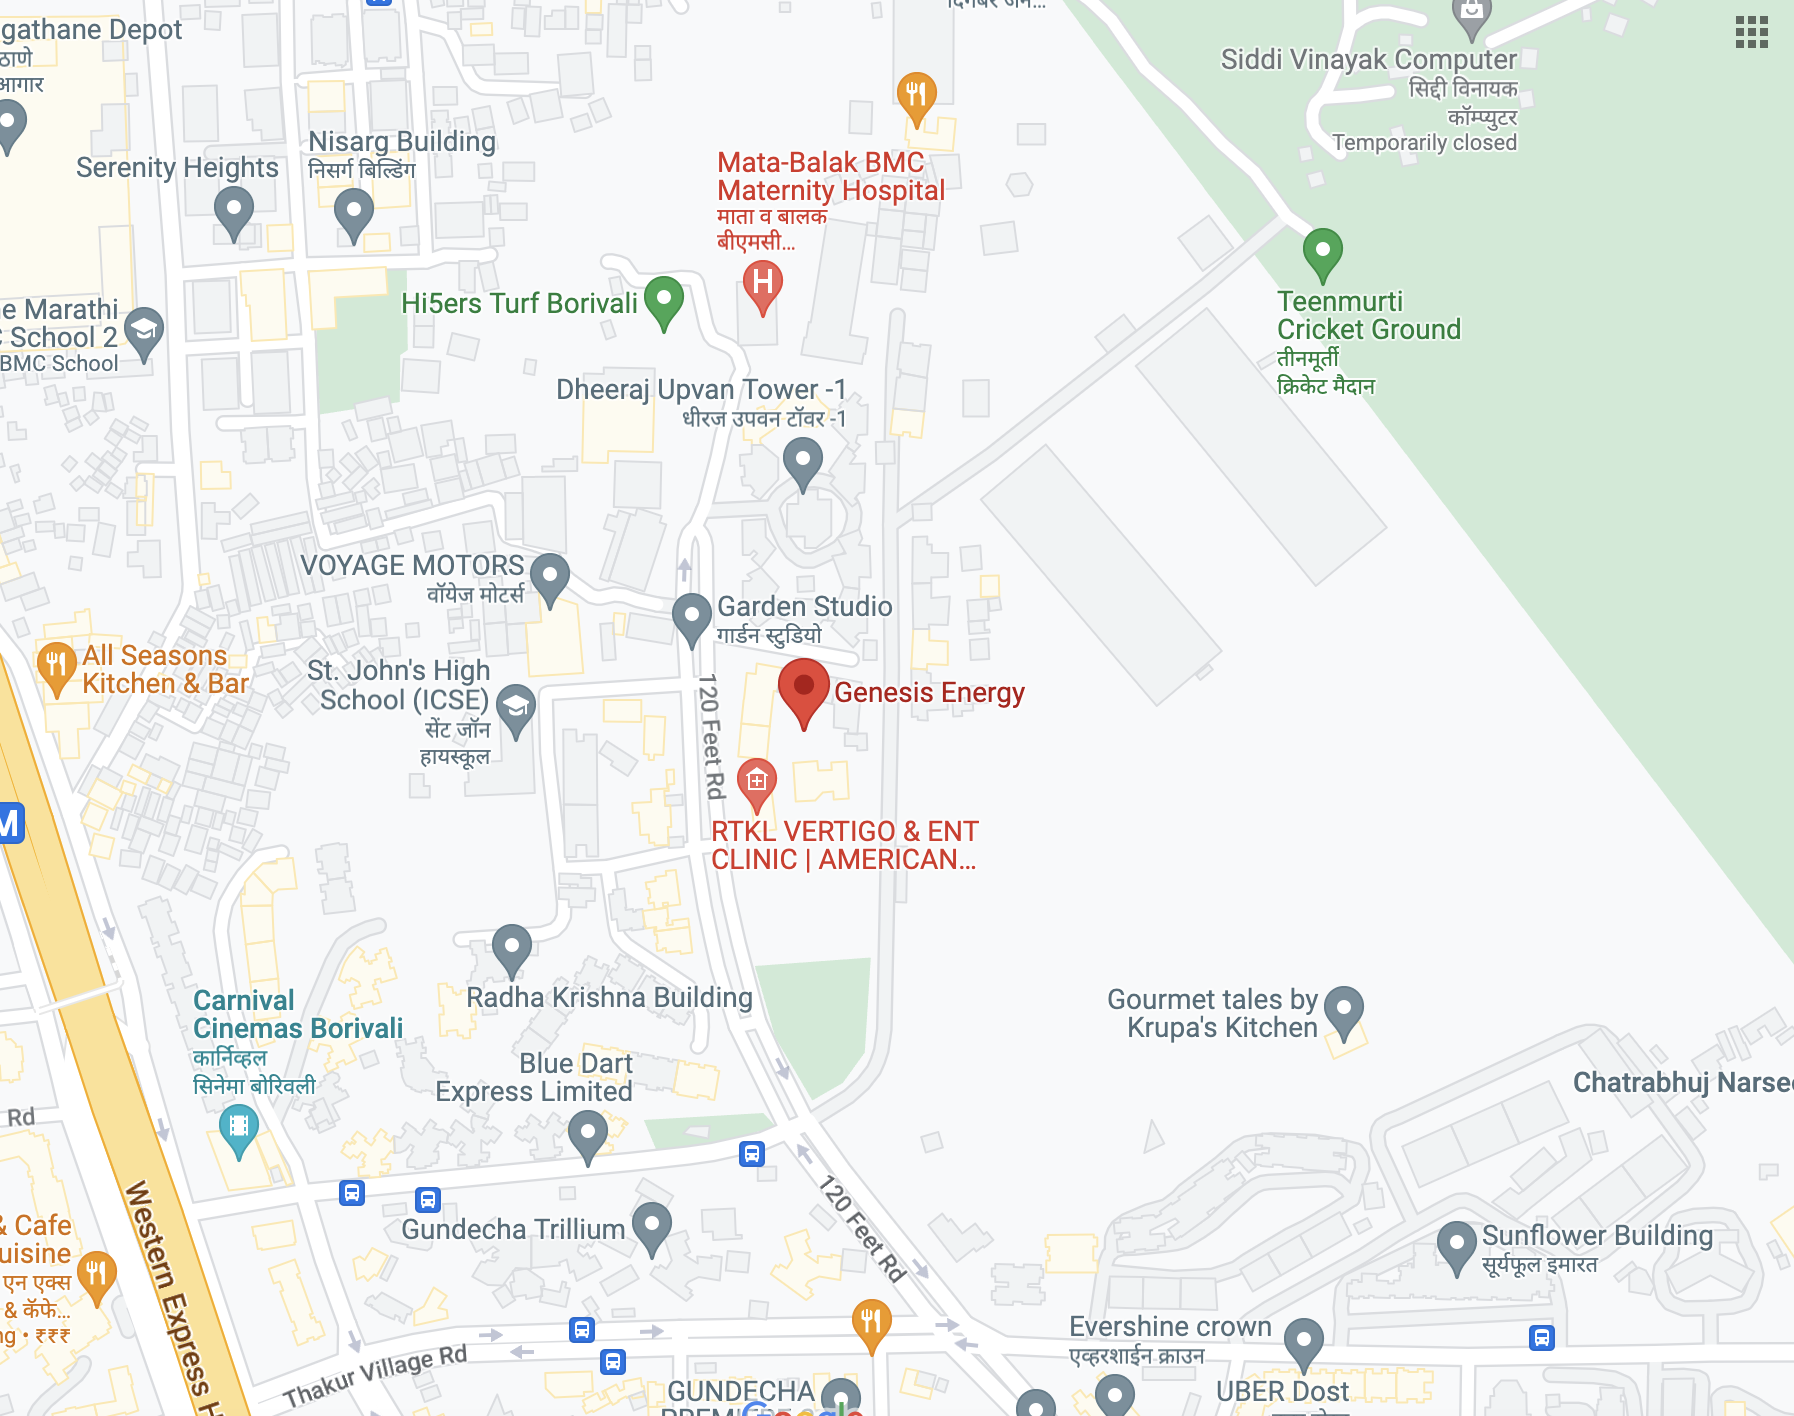 gathane Depot
ठाणे
आगार
दिगंबर जैन...
Siddi Vinayak Computer
सिद्दी विनायक
कॉम्प्युटर
Temporarily closed
Nisarg Building
निसर्ग बिल्डिंग
Serenity Heights
Mata-Balak BMC
Maternity Hospital
माता व बालक
बीएमसी...
H
Hi5ers Turf Borivali
Teenmurti
Cricket Ground
तीनमूर्ती
क्रिकेट मैदान
ne Marathi
C School 2
BMC School
Dheeraj Upvan Tower -1
धीरज उपवन टॉवर -1
VOYAGE MOTORS
वॉयेज मोटर्स
Garden Studio
गार्डन स्टुडियो
All Seasons
Kitchen & Bar
St. John's High
School (ICSE)
सेंट जॉन
हायस्कूल
120 Feet Rd
Genesis Energy
RTKL VERTIGO & ENT
CLINIC | AMERICAN...
M
Radha Krishna Building
Carnival
Cinemas Borivali
कार्निव्हल
सिनेमा बोरिवली
Gourmet tales by
Krupa's Kitchen
Blue Dart
Express Limited
Chatrabhuj Narsee
Rd
120 Feet Rd
Western Express H
Gundecha Trillium
& Cafe
uisine
एन एक्स
& कॅफे...
ng • ₹₹₹
Sunflower Building
सूर्यफूल इमारत
Thakur Village Rd
Evershine crown
एव्हरशाईन क्राउन
GUNDECHA
UBER Dost
Google